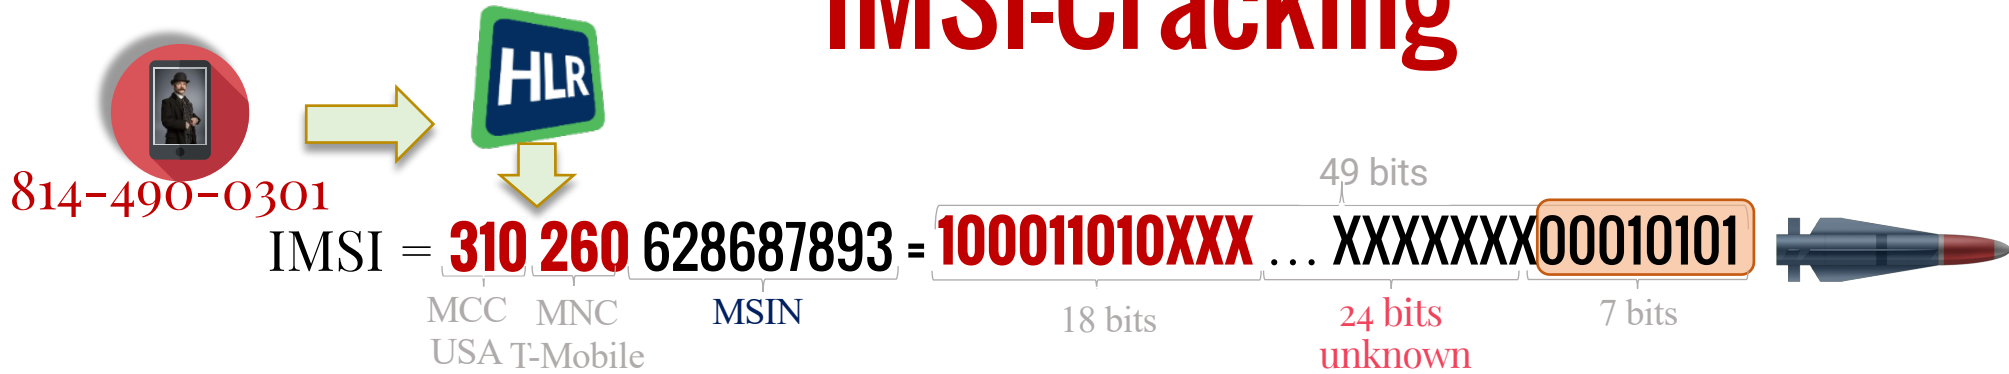 IMSI-Cracking
HLR
814-490-0301
49 bits
IMSI = 310 260 628687893 = 100011010XXX ... XXXXXXX00010101
MCC MNC MSIN 18 bits 24 bits 7 bits
USA T-Mobile unknown